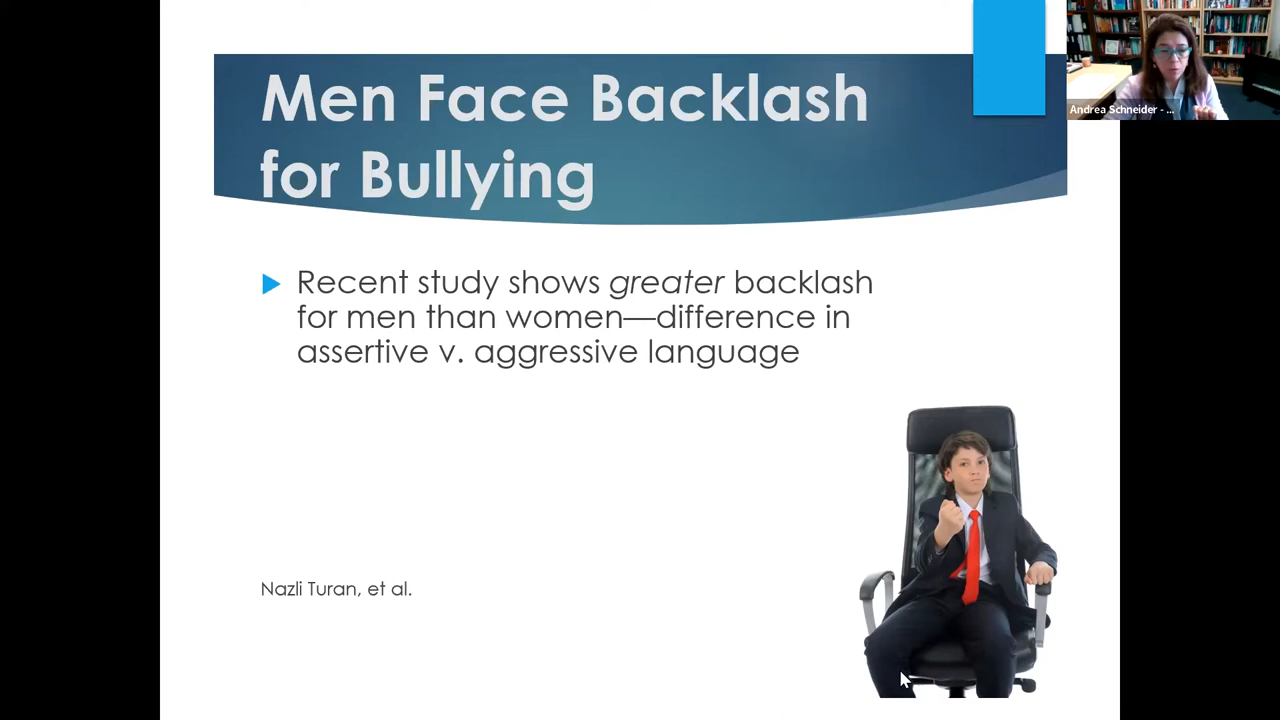 Men Face Backlash
for Bullying
Recent study shows greater backlash
for men than women—difference in
assertive v. aggressive language
Nazli Turan, et al.
Andrea Schneider - ...